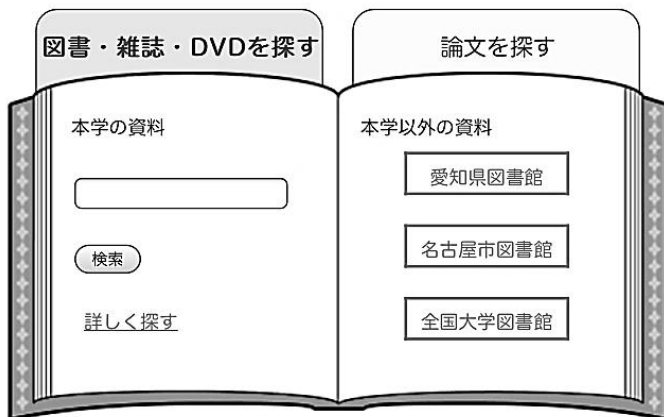 図書・雑誌・DVDを探す
論文を探す
本学の資料
検索
詳しく探す
本学以外の資料
愛知県図書館
名古屋市図書館
全国大学図書館